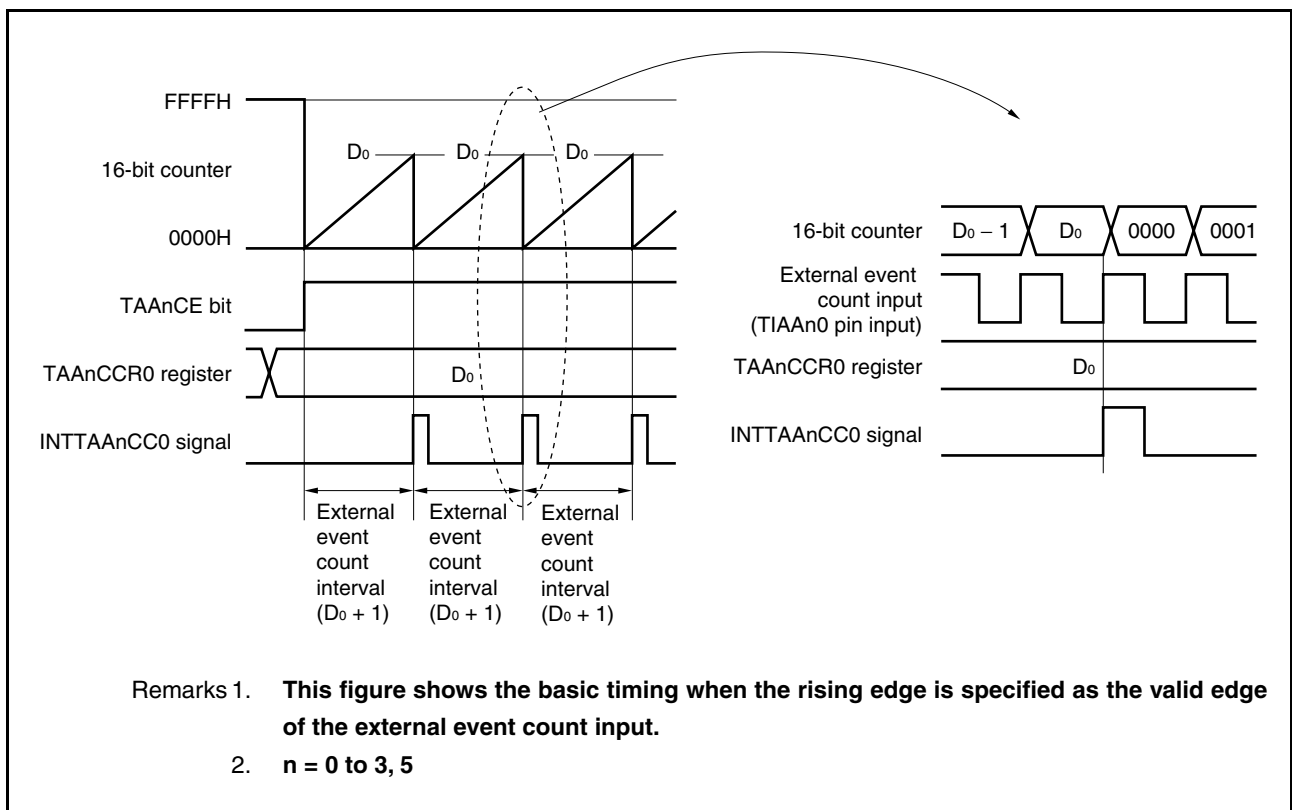 FFFFH
D0 D0 D0
16-bit counter
0000H
TAAnCE bit
TAAnCCR0 register
D0
INTTAAnCC0 signal
External
event
count
interval
(D0 + 1)
External
event
count
interval
(D0 + 1)
External
event
count
interval
(D0 + 1)
16-bit counter
D0 − 1 D0 0000 0001
External event
count input
(TIAAn0 pin input)
TAAnCCR0 register
D0
INTTAAnCC0 signal
Remarks 1. This figure shows the basic timing when the rising edge is specified as the valid edge
of the external event count input.
2. n = 0 to 3, 5